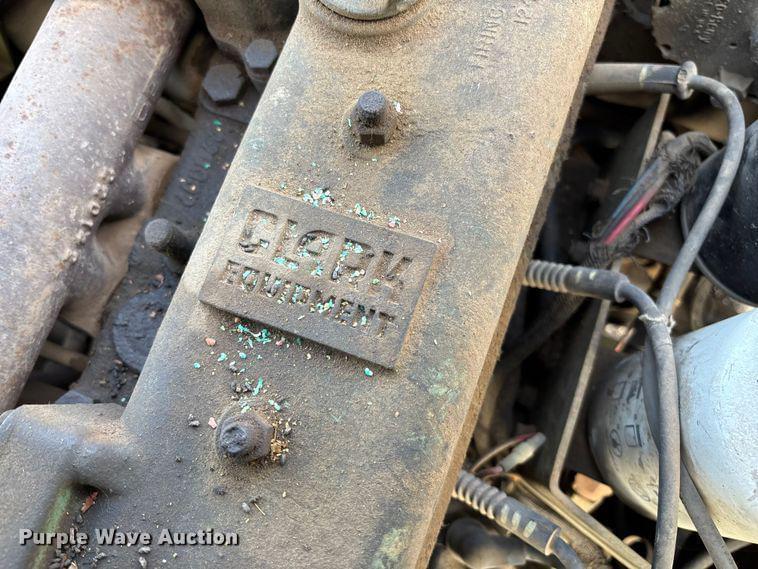 CLARK
EQUIPMENT
Purple Wave Auction